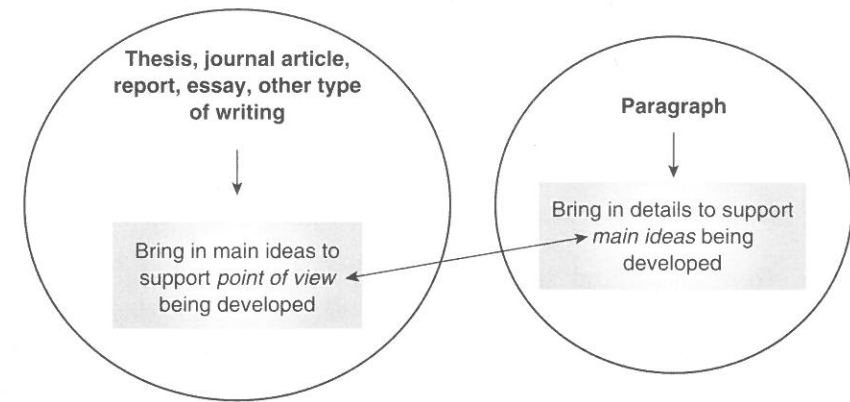 Thesis, journal article,
report, essay, other type
of writing
Bring in main ideas to
support point of view
being developed
Paragraph
Bring in details to support
main ideas being
developed